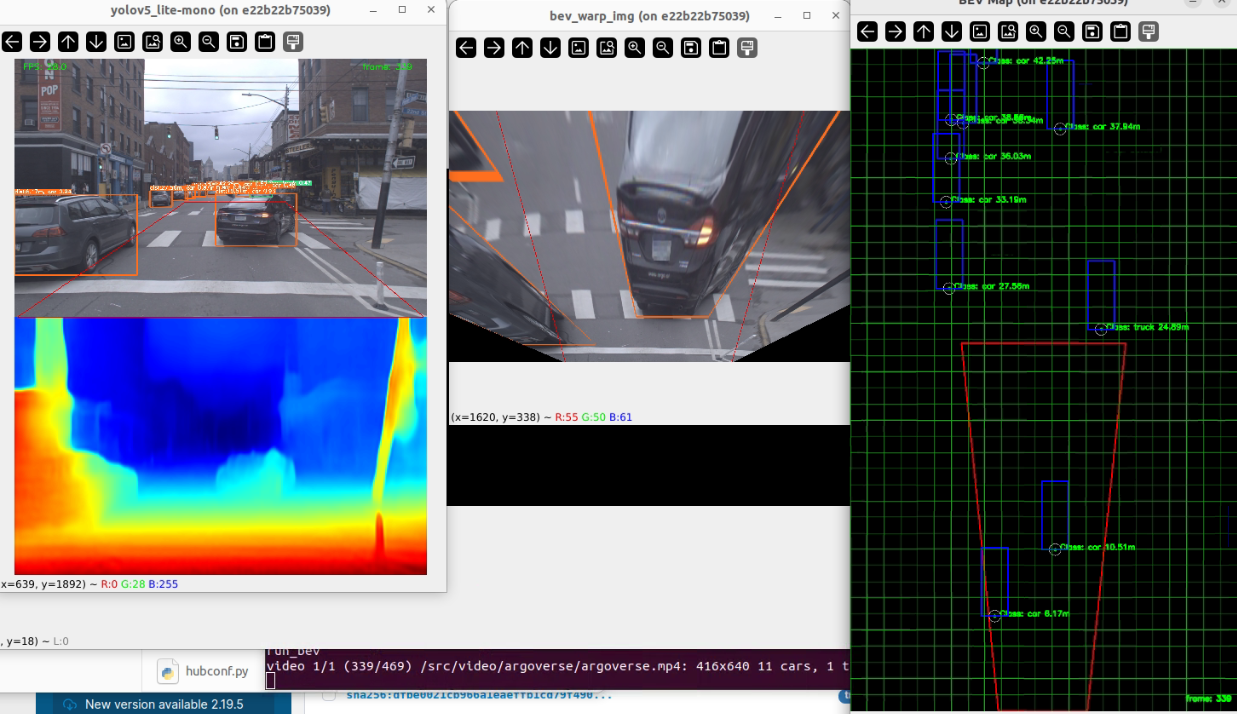 yolov5_lite-mono (on e22b22b75039)
bev_warp_img (on e22b22b75039)
BEV Map (on e22b22b75039)
frame: 339
POP
Class: car 42.25m
Class: car 37.94m
Class: car 36.03m
Class: car 33.19m
Class: car 27.56m
Class: truck 24.89m
(x=1620, y=338) ~ R:55 G:50 B:61
Class: car 10.51m
x=639, y=1892) ~ R:0 G:28 B:255
Class: car 8.17m
, y=18) ~ L:0
run_bev
hubconf.py
video 1/1 (339/469) /src/video/argoverse/argoverse.mp4: 416x640 11 cars, 1 t
New version available 2.19.5
frame: 339